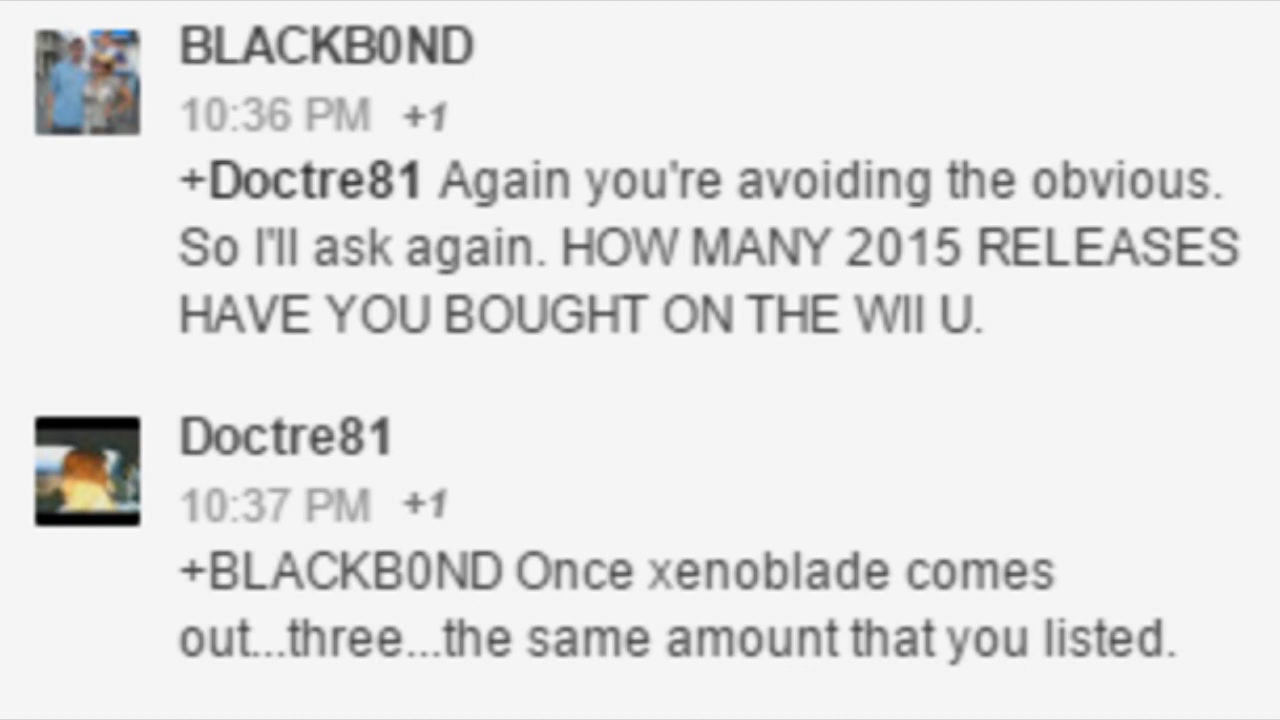 BLACKB0ND
10:36 PM +1
+Doctre81 Again you're avoiding the obvious.
So I'll ask again. HOW MANY 2015 RELEASES
HAVE YOU BOUGHT ON THE WII U.
Doctre81
10:37 PM +1
+BLACKB0ND Once xenoblade comes
out...three...the same amount that you listed.